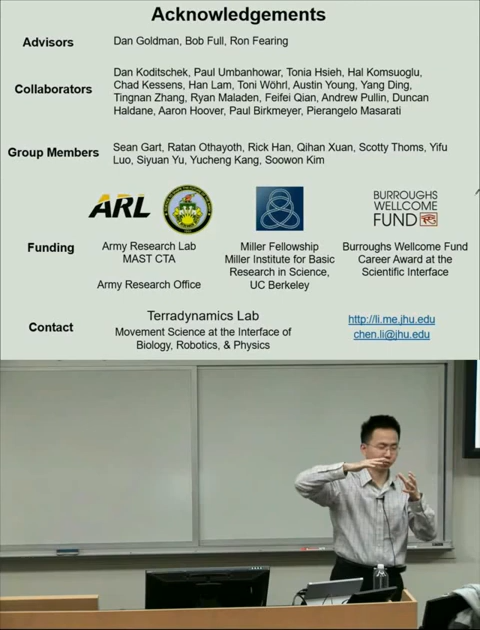 Acknowledgements
Advisors
Dan Goldman, Bob Full, Ron Fearing
Collaborators
Dan Koditschek, Paul Umbanhowar, Tonia Hsieh, Hal Komsuoglu,
Chad Kessens, Han Lam, Toni Wöhrl, Austin Young, Yang Ding,
Tingnan Zhang, Ryan Maladen, Feifei Qian, Andrew Pullin, Duncan
Haldane, Aaron Hoover, Paul Birkmeyer, Pierangelo Masarati
Group Members
Sean Gart, Ratan Othayoth, Rick Han, Qihan Xuan, Scotty Thoms, Yifu
Luo, Siyuan Yu, Yucheng Kang, Soowon Kim
ARL
BURROUGHS
WELLCOME
FUND
Funding
Army Research Lab
MAST CTA
Army Research Office
Miller Fellowship
Miller Institute for Basic
Research in Science,
UC Berkeley
Burroughs Wellcome Fund
Career Award at the
Scientific Interface
Contact
Terradynamics Lab
Movement Science at the Interface of
Biology, Robotics, & Physics
http://li.me.jhu.edu
chen.li@jhu.edu